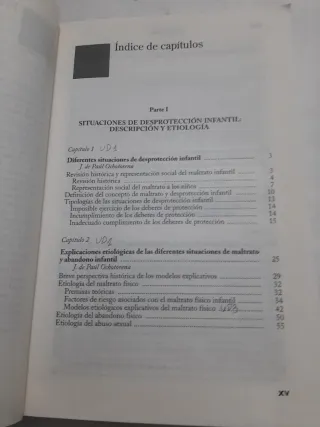 Índice de capítulos
Parte I
SITUACIONES DE DESPROTECCIÓN INFANTIL:
DESCRIPCIÓN Y ETIOLOGÍA
Capítulo 1 UD1
Diferentes situaciones de desprotección infantil 3
J. de Paúl Ochotorena
Revisión histórica y representación social del maltrato infantil 3
Revisión histórica 4
Representación social del maltrato a los niños 7
Definición del concepto de maltrato y desprotección infantil 10
Tipologías de las situaciones de desprotección infantil 13
Imposible ejercicio de los deberes de protección 14
Incumplimiento de los deberes de protección 14
Inadecuado cumplimiento de los deberes de protección 15
Capítulo 2 UD1
Explicaciones etiológicas de las diferentes situaciones de maltrato
y abandono infantil 25
J. de Paúl Ochotorena
Breve perspectiva histórica de los modelos explicativos 29
Etiología del maltrato físico 32
Premisas teóricas 32
Factores de riesgo asociados con el maltrato físico infantil 34
Modelos etiológicos explicativos del maltrato físico 42
Etiología del abandono físico 50
Etiología del abuso sexual 53
XV